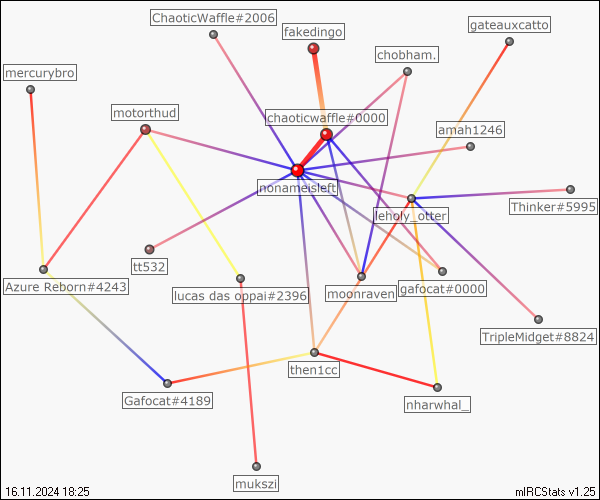 ChaoticWaffle#2006
gateauxcatto
fakedingo
chobham.
mercurybro
motorthud
chaoticwaffle#0000
amah1246
nonameisleft
leholy_otter
Thinker#5995
tt532
Azure Reborn#4243
lucas das oppai#2396
moonraven
gafocat#0000
TripleMidget#8824
then1cc
Gafocat#4189
nharwhal_
mukszi
16.11.2024 18:25
mIRCStats v1.25